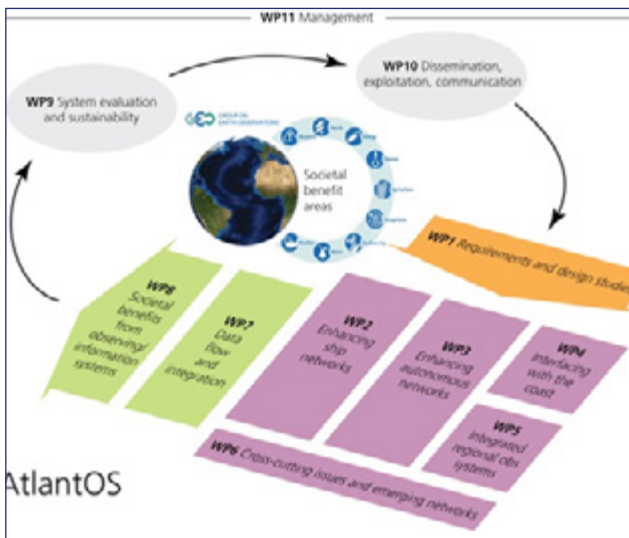 WP11 Management
WP10 Dissemination,
exploitation, communication
WP9 System evaluation
and sustainability
GEO GROUP ON
EARTH OBSERVATIONS
Societal
benefit
areas
WP1 Requirements and design studies
WP8
Societal
benefits
from
observing/
information
systems
WP7
Data
flow
and
integration
WP2
Enhancing
ship
networks
WP3
Enhancing
autonomous
networks
WP4
Interfacing
with the
coast
WP5
Integrated
regional obs
systems
WP6 Cross-cutting issues and emerging networks
AtlantOS